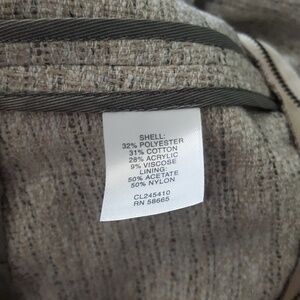 SHELL:
32% POLYESTER
31% COTTON
28% ACRYLIC
9% VISCOSE
LINING:
50% ACETATE
50% NYLON
CL245410
RN 58665